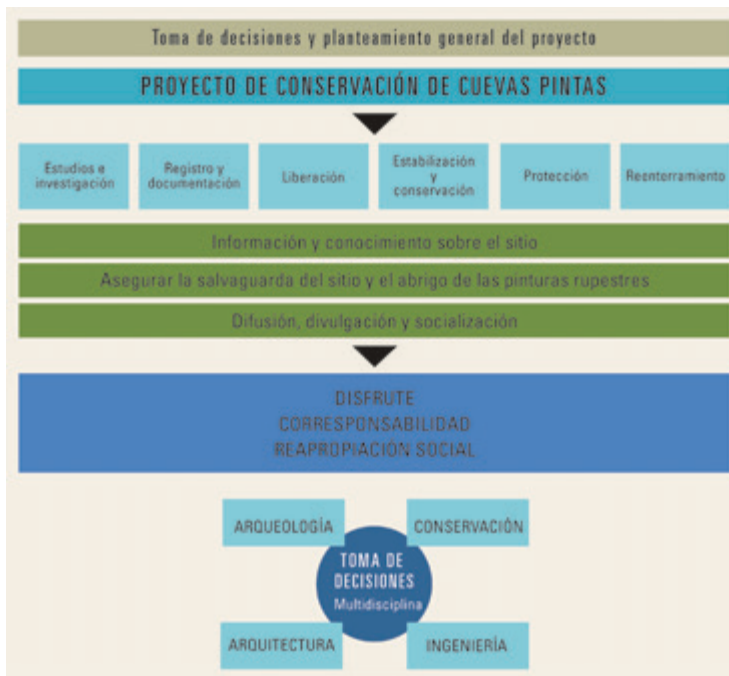 Toma de decisiones y planteamiento general del proyecto
PROYECTO DE CONSERVACIÓN DE CUEVAS PINTAS
Estudios e
investigación
Registro y
documentación
Liberación
Estabilización
y
conservación
Protección
Reenterramiento
Información y conocimiento sobre el sitio
Asegurar la salvaguarda del sitio y el abrigo de las pinturas rupestres
Difusión, divulgación y socialización
DISFRUTE
CORRESPONSABILIDAD
REAPROPIACIÓN SOCIAL
ARQUEOLOGÍA
CONSERVACIÓN
TOMA DE
DECISIONES
Multidisciplina
ARQUITECTURA
INGENIERÍA